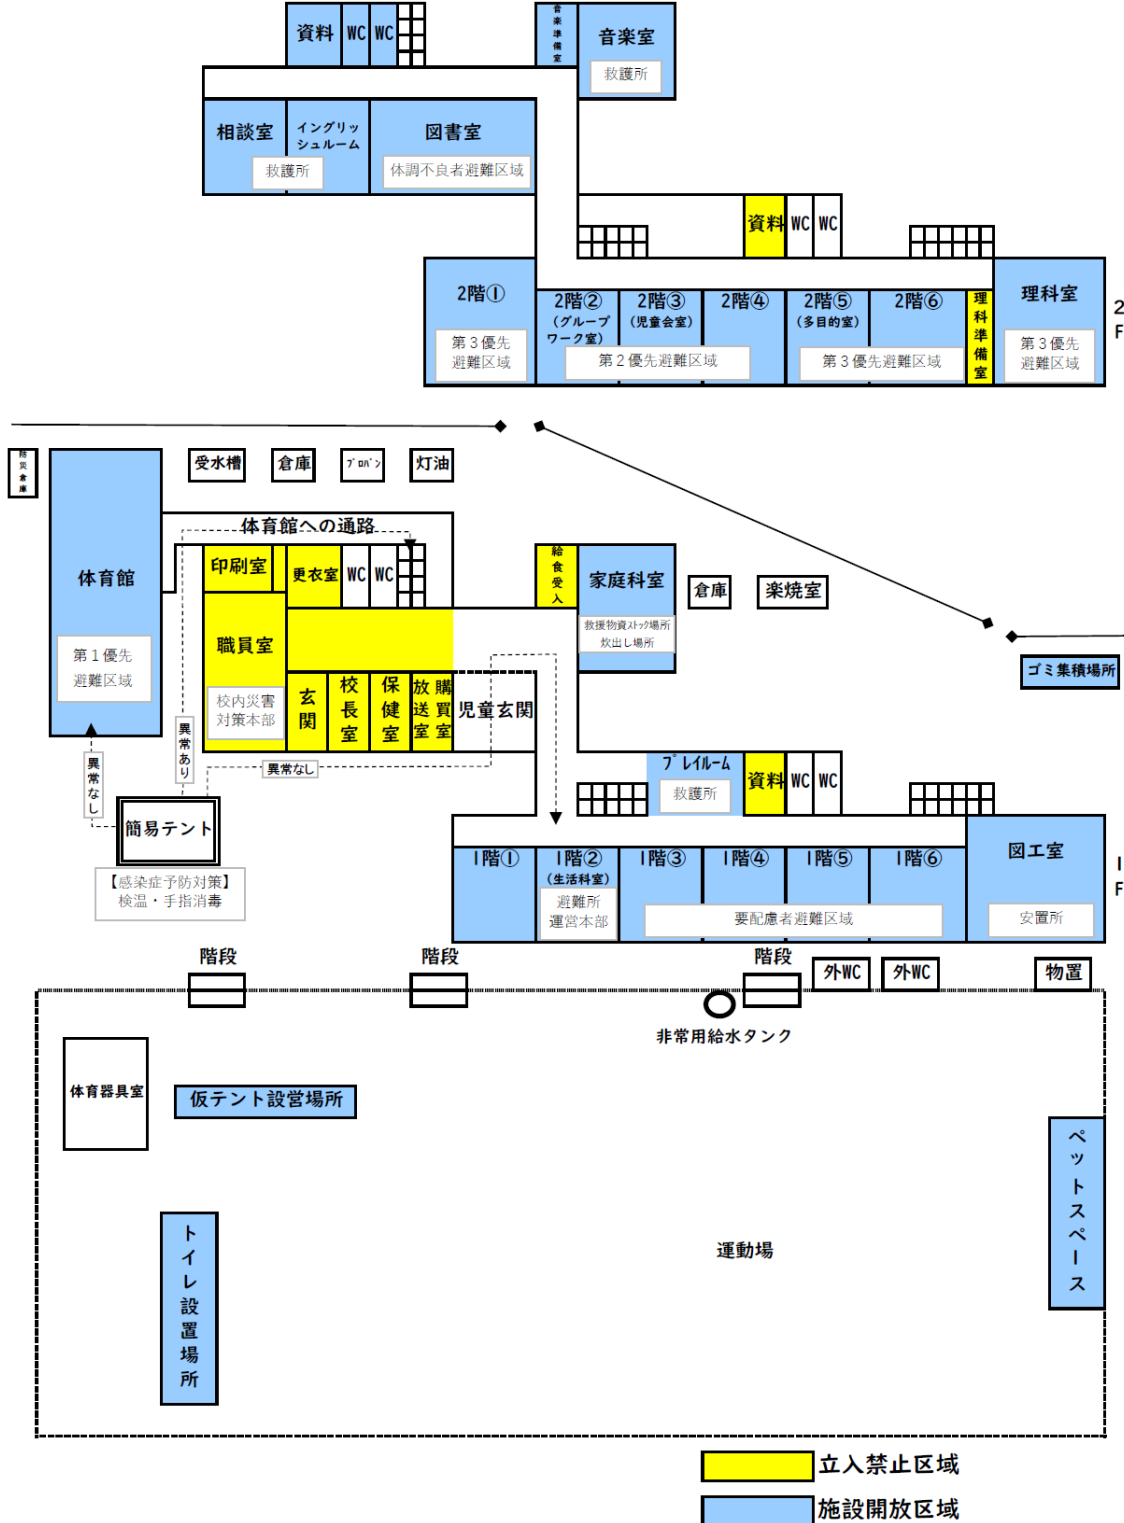 資料
WC
WC
音楽準備室
音楽室
救護所
相談室
イングリッ
シュルーム
救護所
図書室
体調不良者避難区域
資料
WC
WC
2階①
第３優先
避難区域
2階②
(グループ
ワーク室)
2階③
(児童会室)
2階④
第２優先避難区域
2階⑤
(多目的室)
2階⑥
第３優先避難区域
理科準備室
理科室
第３優先
避難区域
2
F
防災倉庫
体育館
第１優先
避難区域
受水槽
倉庫
ﾌﾟﾛﾊﾟﾝ
灯油
体育館への通路
印刷室
更衣室
WC
WC
給食受入
家庭科室
救援物資ｽﾄｯｸ場所
炊出し場所
倉庫
楽焼室
ゴミ集積場所
職員室
校内災害
対策本部
玄関
校長室
保健室
放送室
購買室
児童玄関
異常あり
異常なし
異常なし
簡易テント
【感染症予防対策】
検温・手指消毒
ﾌﾟﾚｲﾙｰﾑ
救護所
資料
WC
WC
1階①
1階②
(生活科室)
避難所
運営本部
1階③
1階④
1階⑤
1階⑥
要配慮者避難区域
図工室
安置所
1
F
階段
階段
階段
外WC
外WC
物置
非常用給水タンク
体育器具室
仮テント設営場所
トイレ設置場所
運動場
ペットスペース
立入禁止区域
施設開放区域